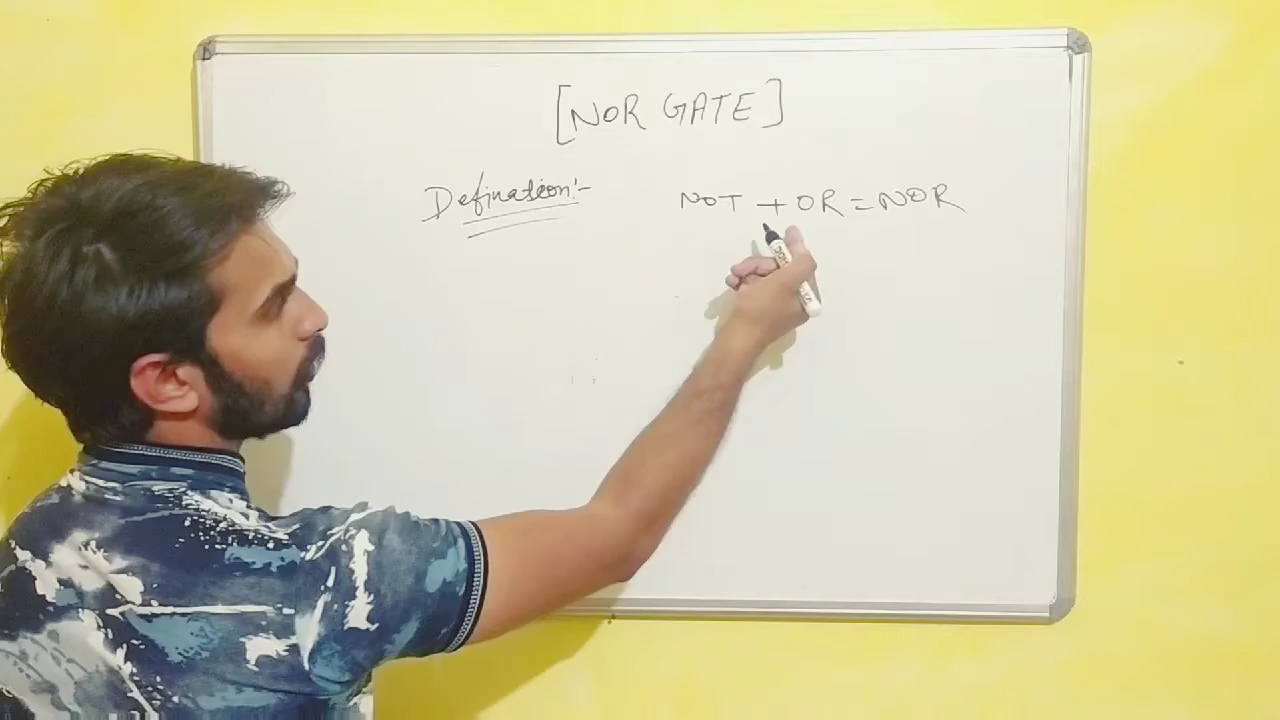 [NOR GATE]
Defination:-
NOT + OR = NOR